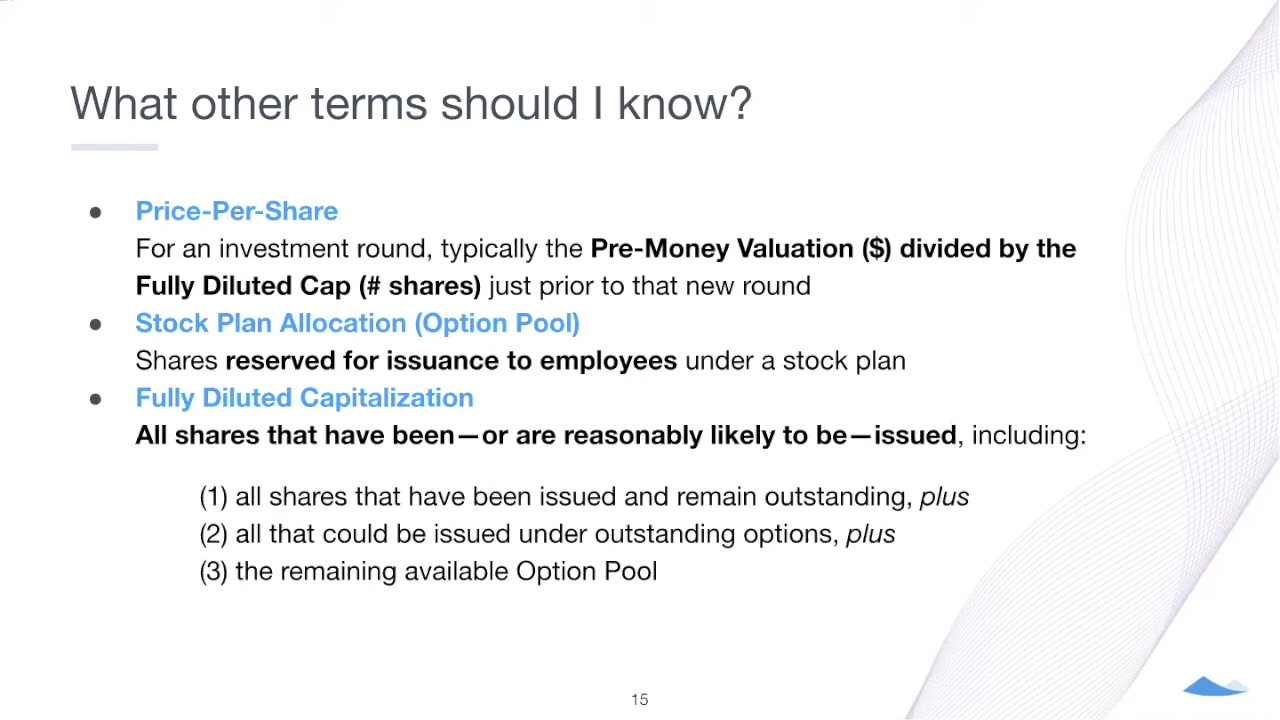 What other terms should I know?
● Price-Per-Share
For an investment round, typically the Pre-Money Valuation ($) divided by the
Fully Diluted Cap (# shares) just prior to that new round
● Stock Plan Allocation (Option Pool)
Shares reserved for issuance to employees under a stock plan
● Fully Diluted Capitalization
All shares that have been—or are reasonably likely to be—issued, including:
(1) all shares that have been issued and remain outstanding, plus
(2) all that could be issued under outstanding options, plus
(3) the remaining available Option Pool
15